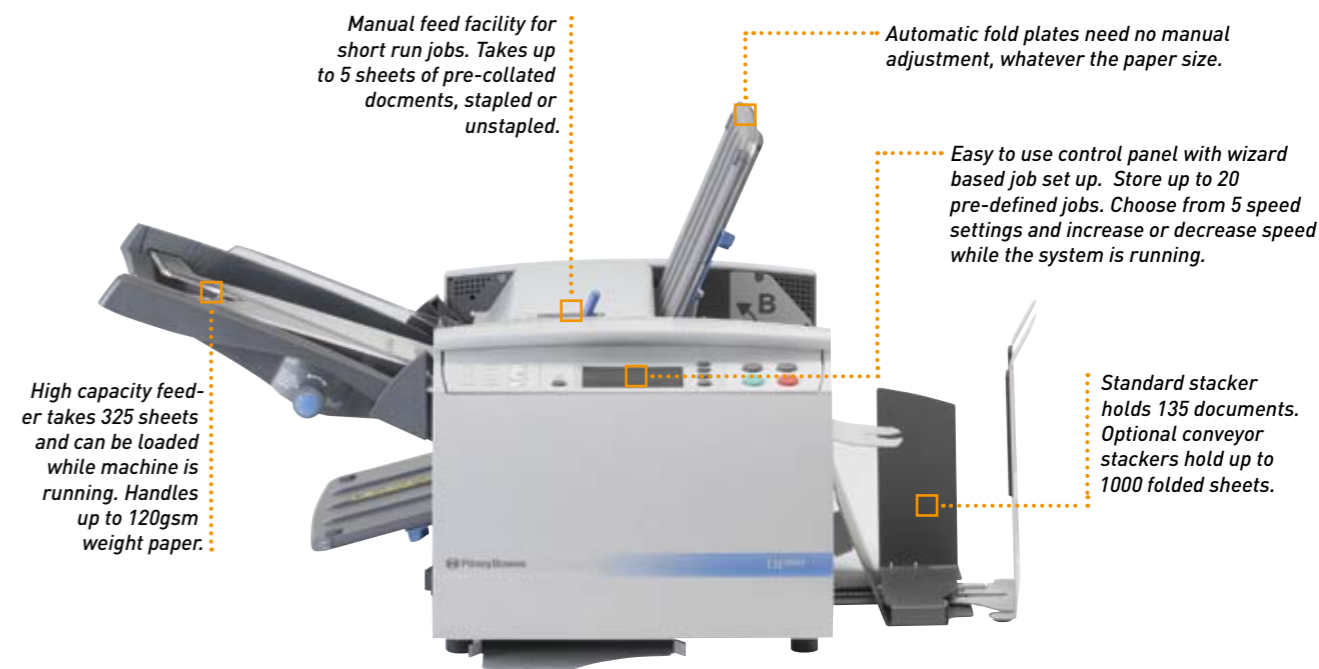 Manual feed facility for
short run jobs. Takes up
to 5 sheets of pre-collated
docments, stapled or
unstapled.
Automatic fold plates need no manual
adjustment, whatever the paper size.
Easy to use control panel with wizard
based job set up. Store up to 20
pre-defined jobs. Choose from 5 speed
settings and increase or decrease speed
while the system is running.
B
High capacity feed-
er takes 325 sheets
and can be loaded
while machine is
running. Handles
up to 120gsm
weight paper.
Standard stacker
holds 135 documents.
Optional conveyor
stackers hold up to
1000 folded sheets.
Pitney Bowes